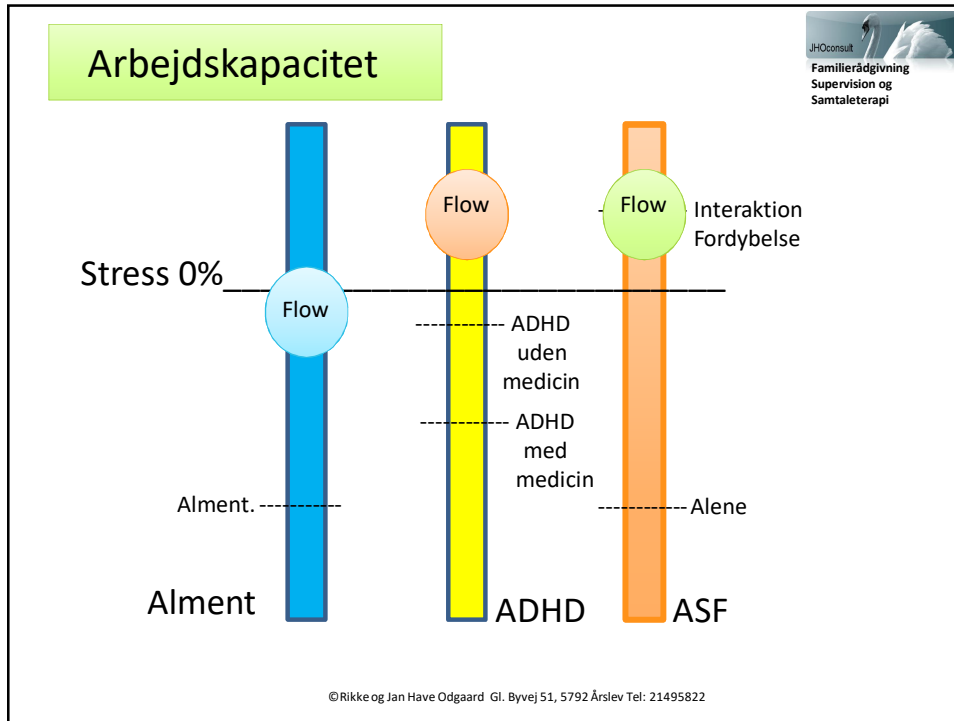 Arbejdskapacitet
JHOconsult
Familierådgivning
Supervision og
Samtaleterapi
Flow
Flow
Interaktion
Fordybelse
Stress 0%
Flow
ADHD
uden
medicin
ADHD
med
medicin
Alment.
Alene
Alment
ADHD
ASF
©Rikke og Jan Have Odgaard Gl. Byvej 51, 5792 Årslev Tel: 21495822